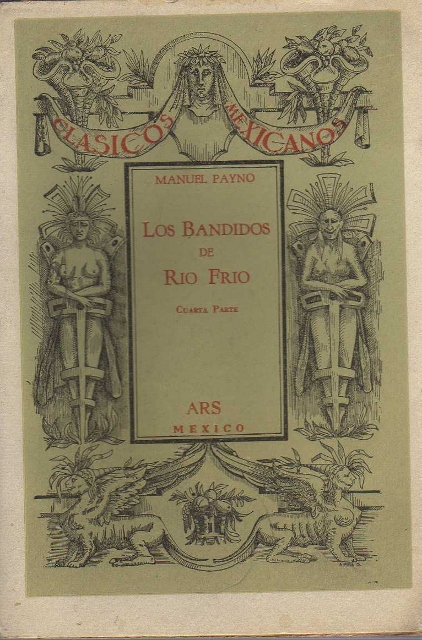 CLASICOS MEXICANOS
MANUEL PAYNO
LOS BANDIDOS
DE
RIO FRIO
CUARTA PARTE
ARS
MEXICO